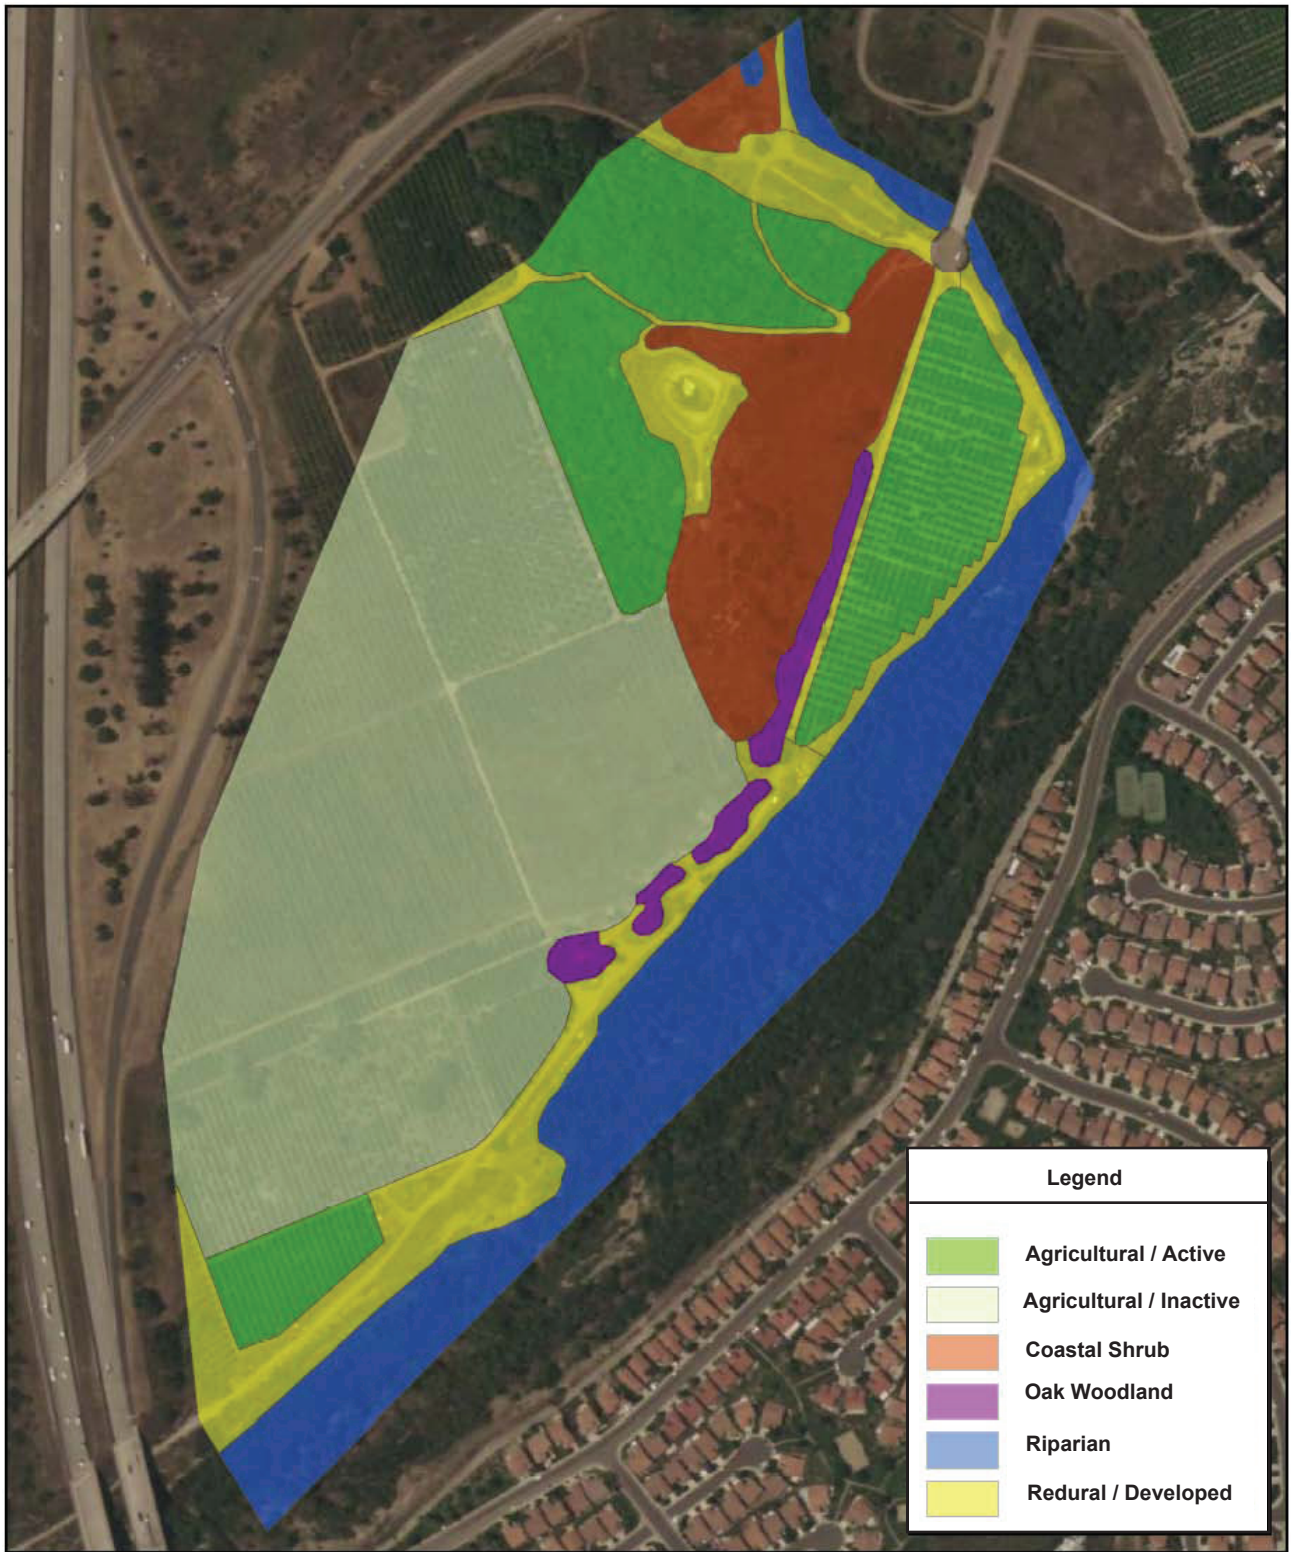 Legend
Agricultural / Active
Agricultural / Inactive
Coastal Shrub
Oak Woodland
Riparian
Redural / Developed